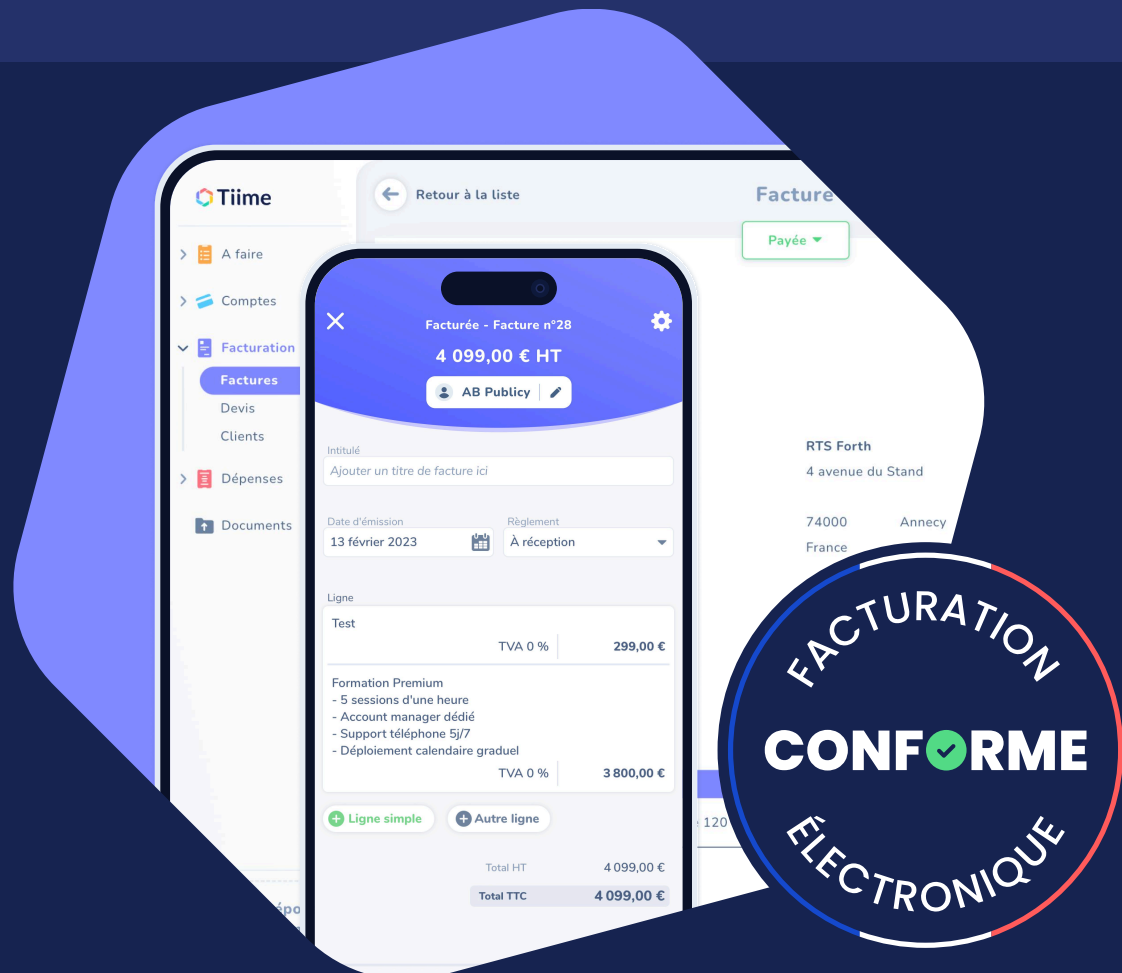 Tiime
Retour à la liste
Facture
Payée
A faire
Comptes
Facturation
Factures
Devis
Clients
Dépenses
Documents
Facturée - Facture n°28
4 099,00 € HT
AB Publicy
Intitulé
Ajouter un titre de facture ici
Date d'émission
Règlement
13 février 2023
À réception
Ligne
Test
TVA 0 %
299,00 €
Formation Premium
- 5 sessions d'une heure
- Account manager dédié
- Support téléphone 5j/7
- Déploiement calendaire graduel
TVA 0 %
3 800,00 €
Ligne simple
Autre ligne
Total HT
4 099,00 €
Total TTC
4 099,00 €
RTS Forth
4 avenue du Stand
74000 Annecy
France
120
FACTURATION
CONFORME
ÉLECTRONIQUE